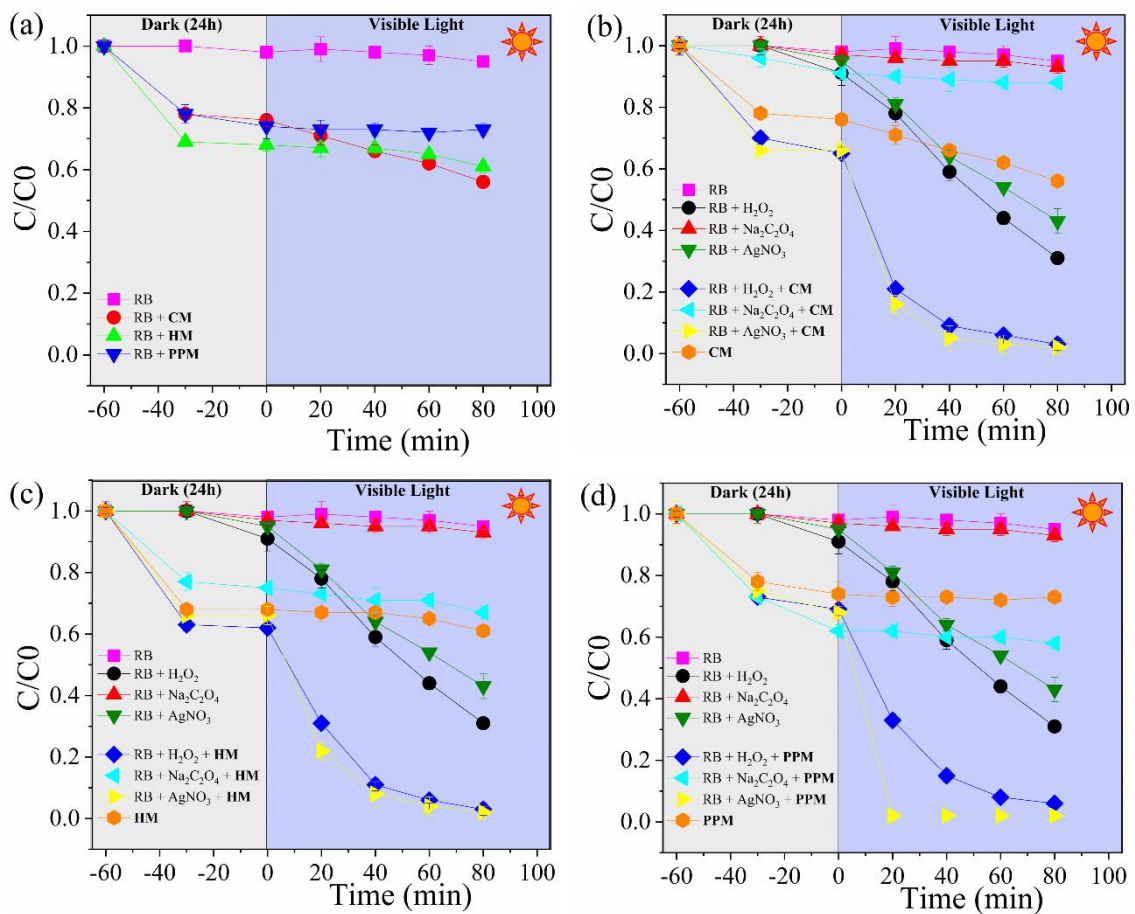 (a)
Dark (24h) Visible Light
C/C0
1.0
0.8
0.6
0.4
0.2
0.0
RB
RB + CM
RB + HM
RB + PPM
-60 -40 -20 0 20 40 60 80 100
Time (min)
(b)
Dark (24h) Visible Light
C/C0
1.0
0.8
0.6
0.4
0.2
0.0
RB
RB + H₂O₂
RB + Na₂C₂O₄
RB + AgNO₃
RB + H₂O₂ + CM
RB + Na₂C₂O₄ + CM
RB + AgNO₃ + CM
CM
-60 -40 -20 0 20 40 60 80 100
Time (min)
(c)
Dark (24h) Visible Light
C/C0
1.0
0.8
0.6
0.4
0.2
0.0
RB
RB + H₂O₂
RB + Na₂C₂O₄
RB + AgNO₃
RB + H₂O₂ + HM
RB + Na₂C₂O₄ + HM
RB + AgNO₃ + HM
HM
-60 -40 -20 0 20 40 60 80 100
Time (min)
(d)
Dark (24h) Visible Light
C/C0
1.0
0.8
0.6
0.4
0.2
0.0
RB
RB + H₂O₂
RB + Na₂C₂O₄
RB + AgNO₃
RB + H₂O₂ + PPM
RB + Na₂C₂O₄ + PPM
RB + AgNO₃ + PPM
PPM
-60 -40 -20 0 20 40 60 80 100
Time (min)